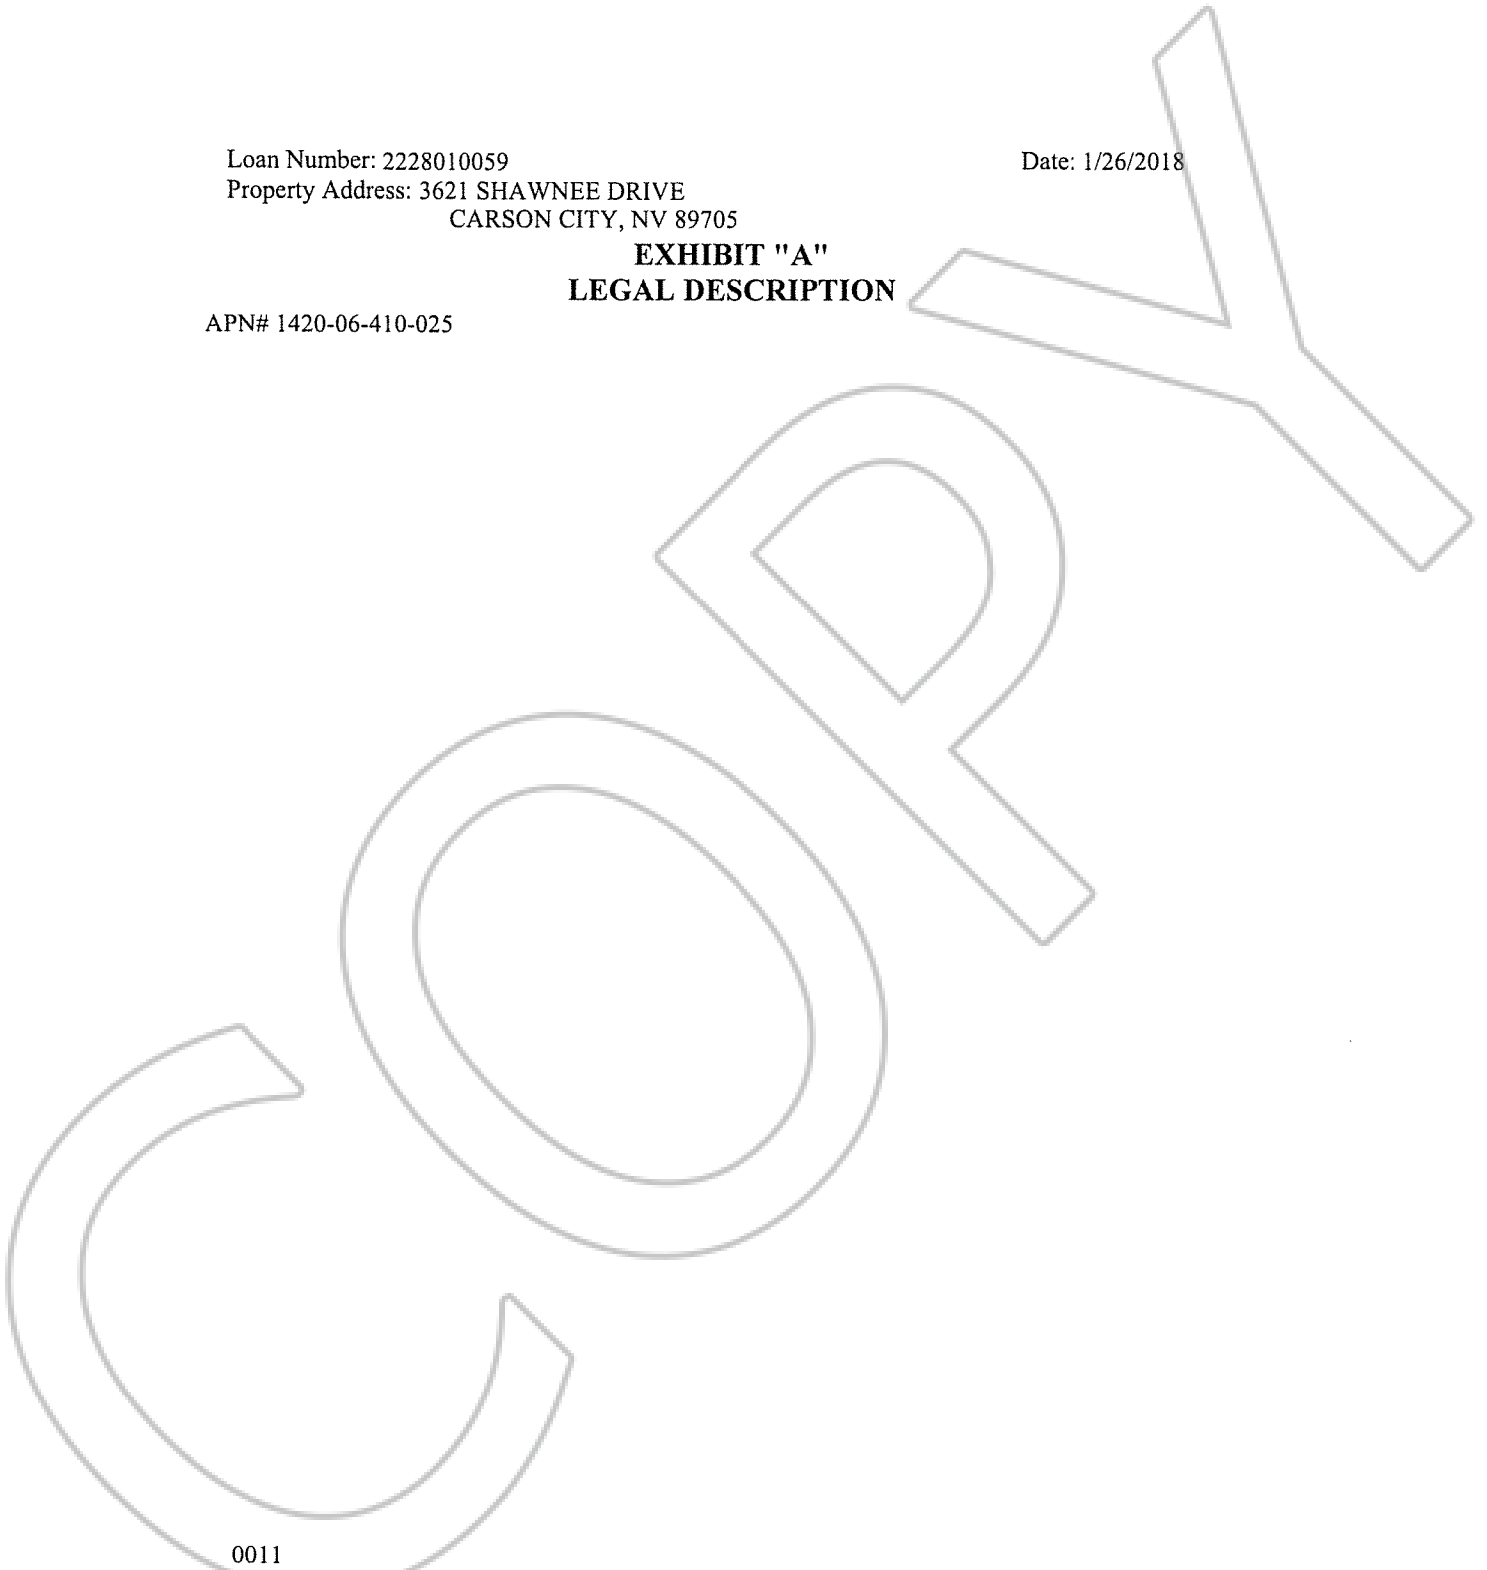 Loan Number: 2228010059 Date: 1/26/2018
Property Address: 3621 SHAWNEE DRIVE
CARSON CITY, NV 89705
EXHIBIT "A"
LEGAL DESCRIPTION
APN# 1420-06-410-025
COPY
0011